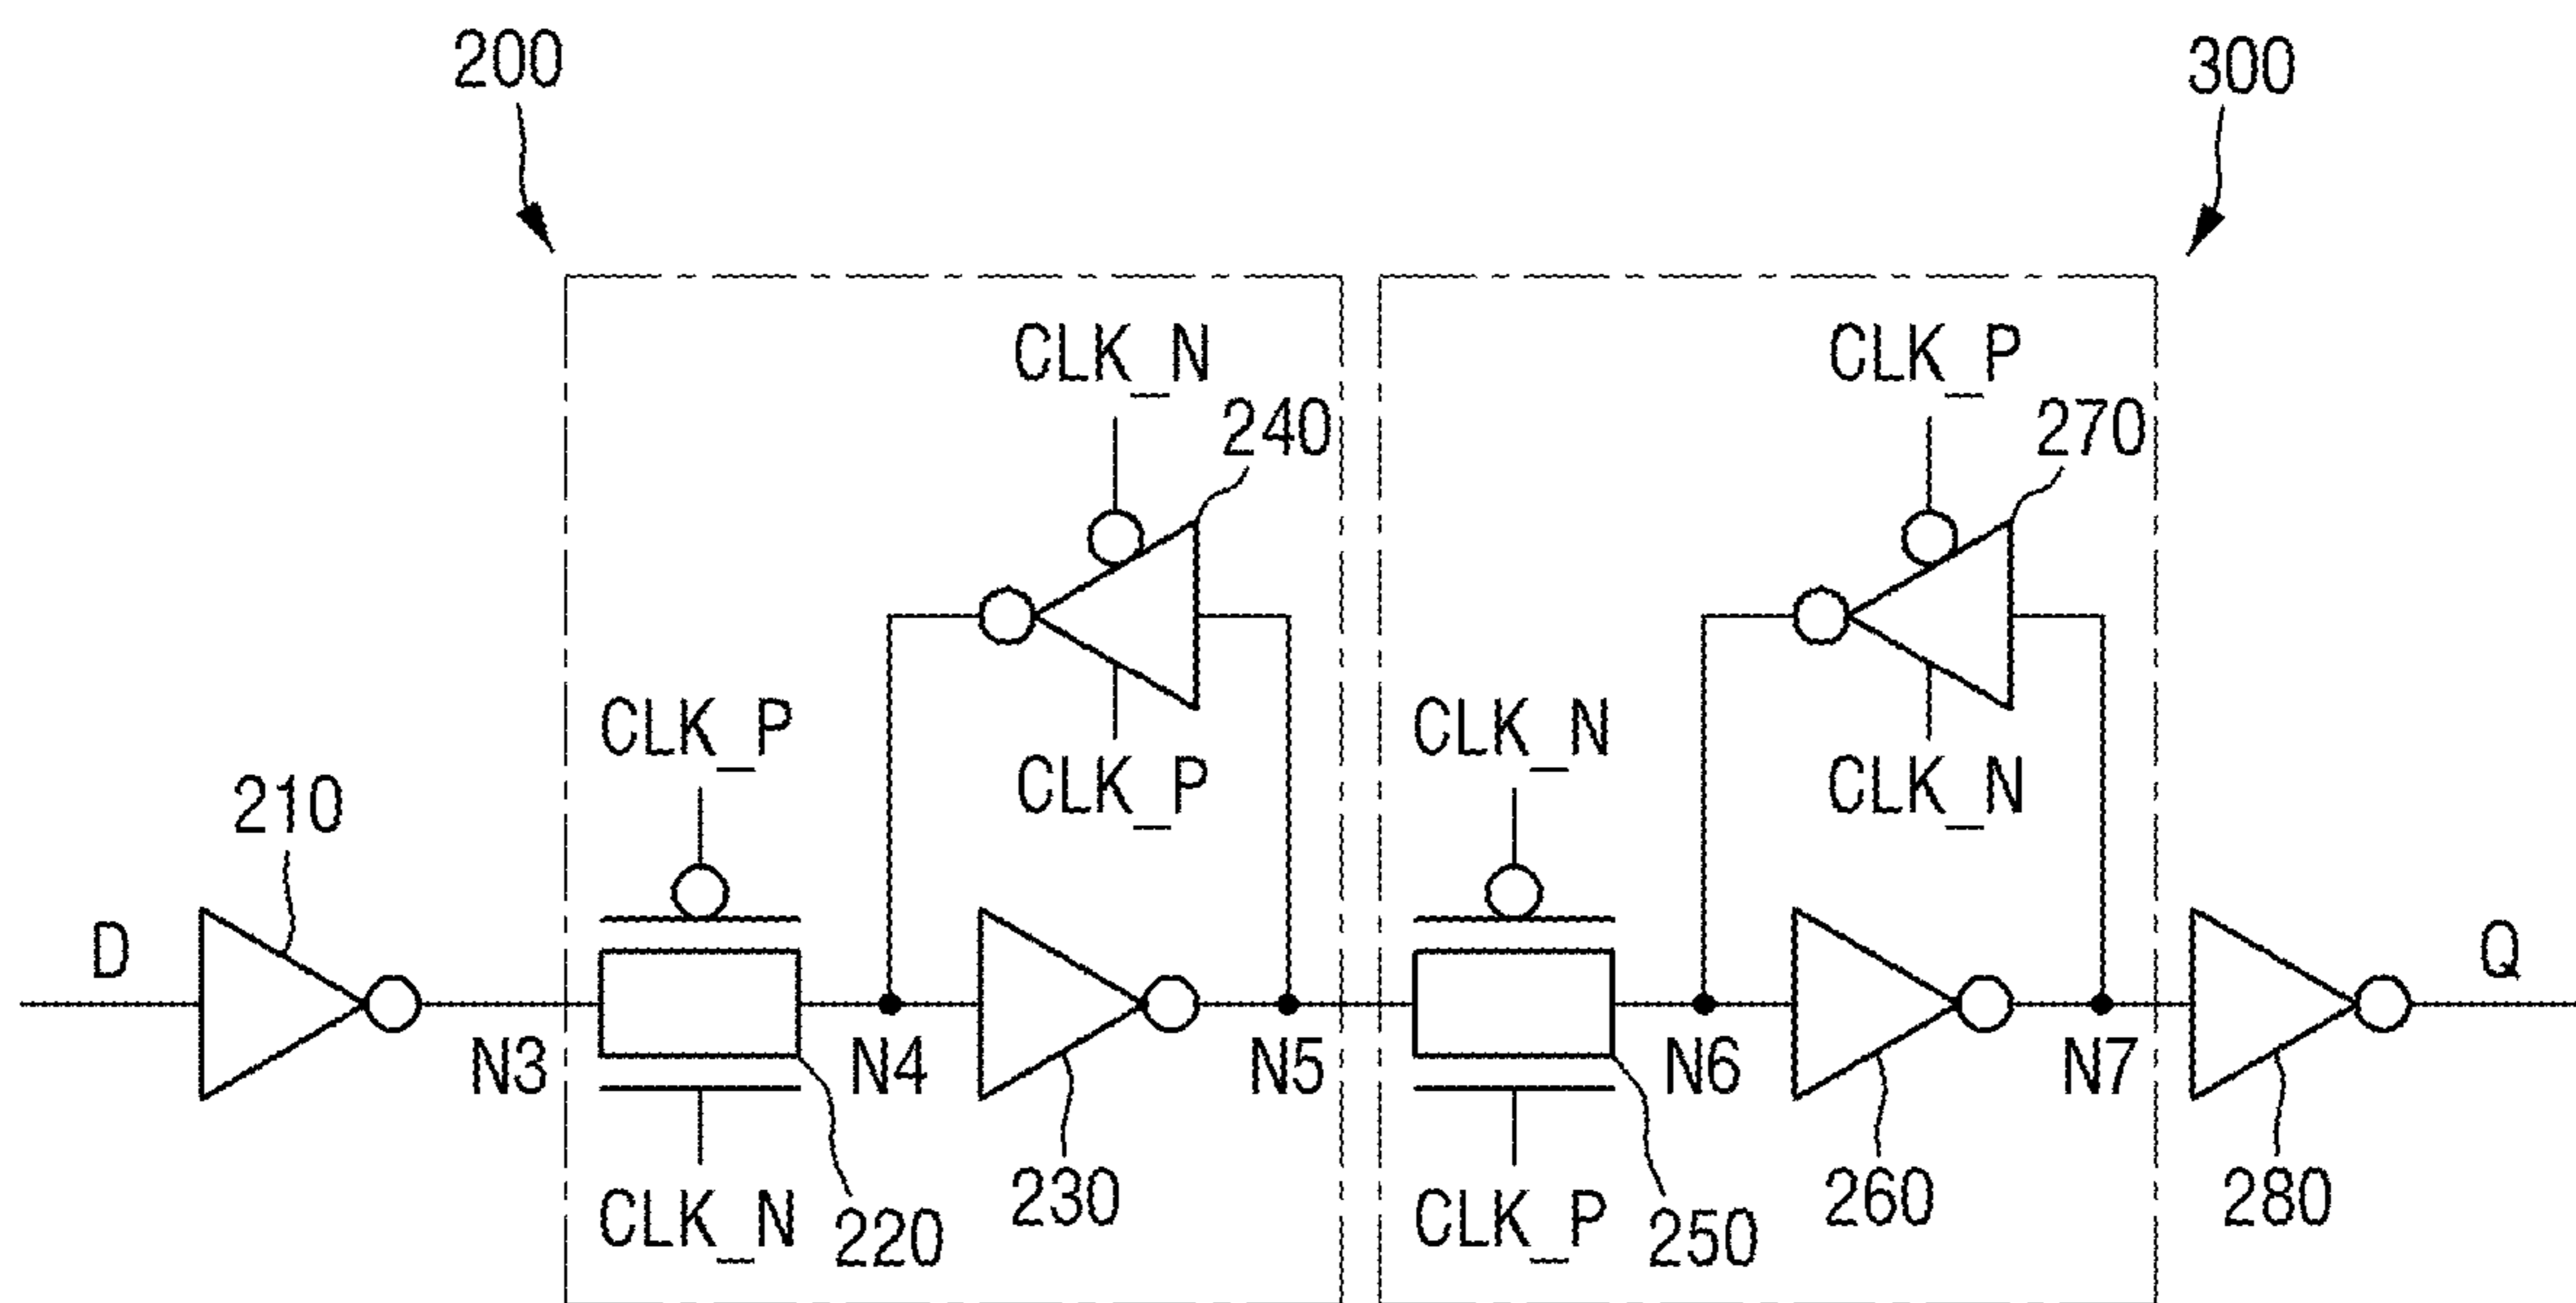 200
300
CLK_N
CLK_P
240
270
CLK_P
CLK_N
CLK_P
CLK_N
210
D
Q
N3
N4
N5
N6
N7
230
260
280
CLK_N
220
CLK_P
250